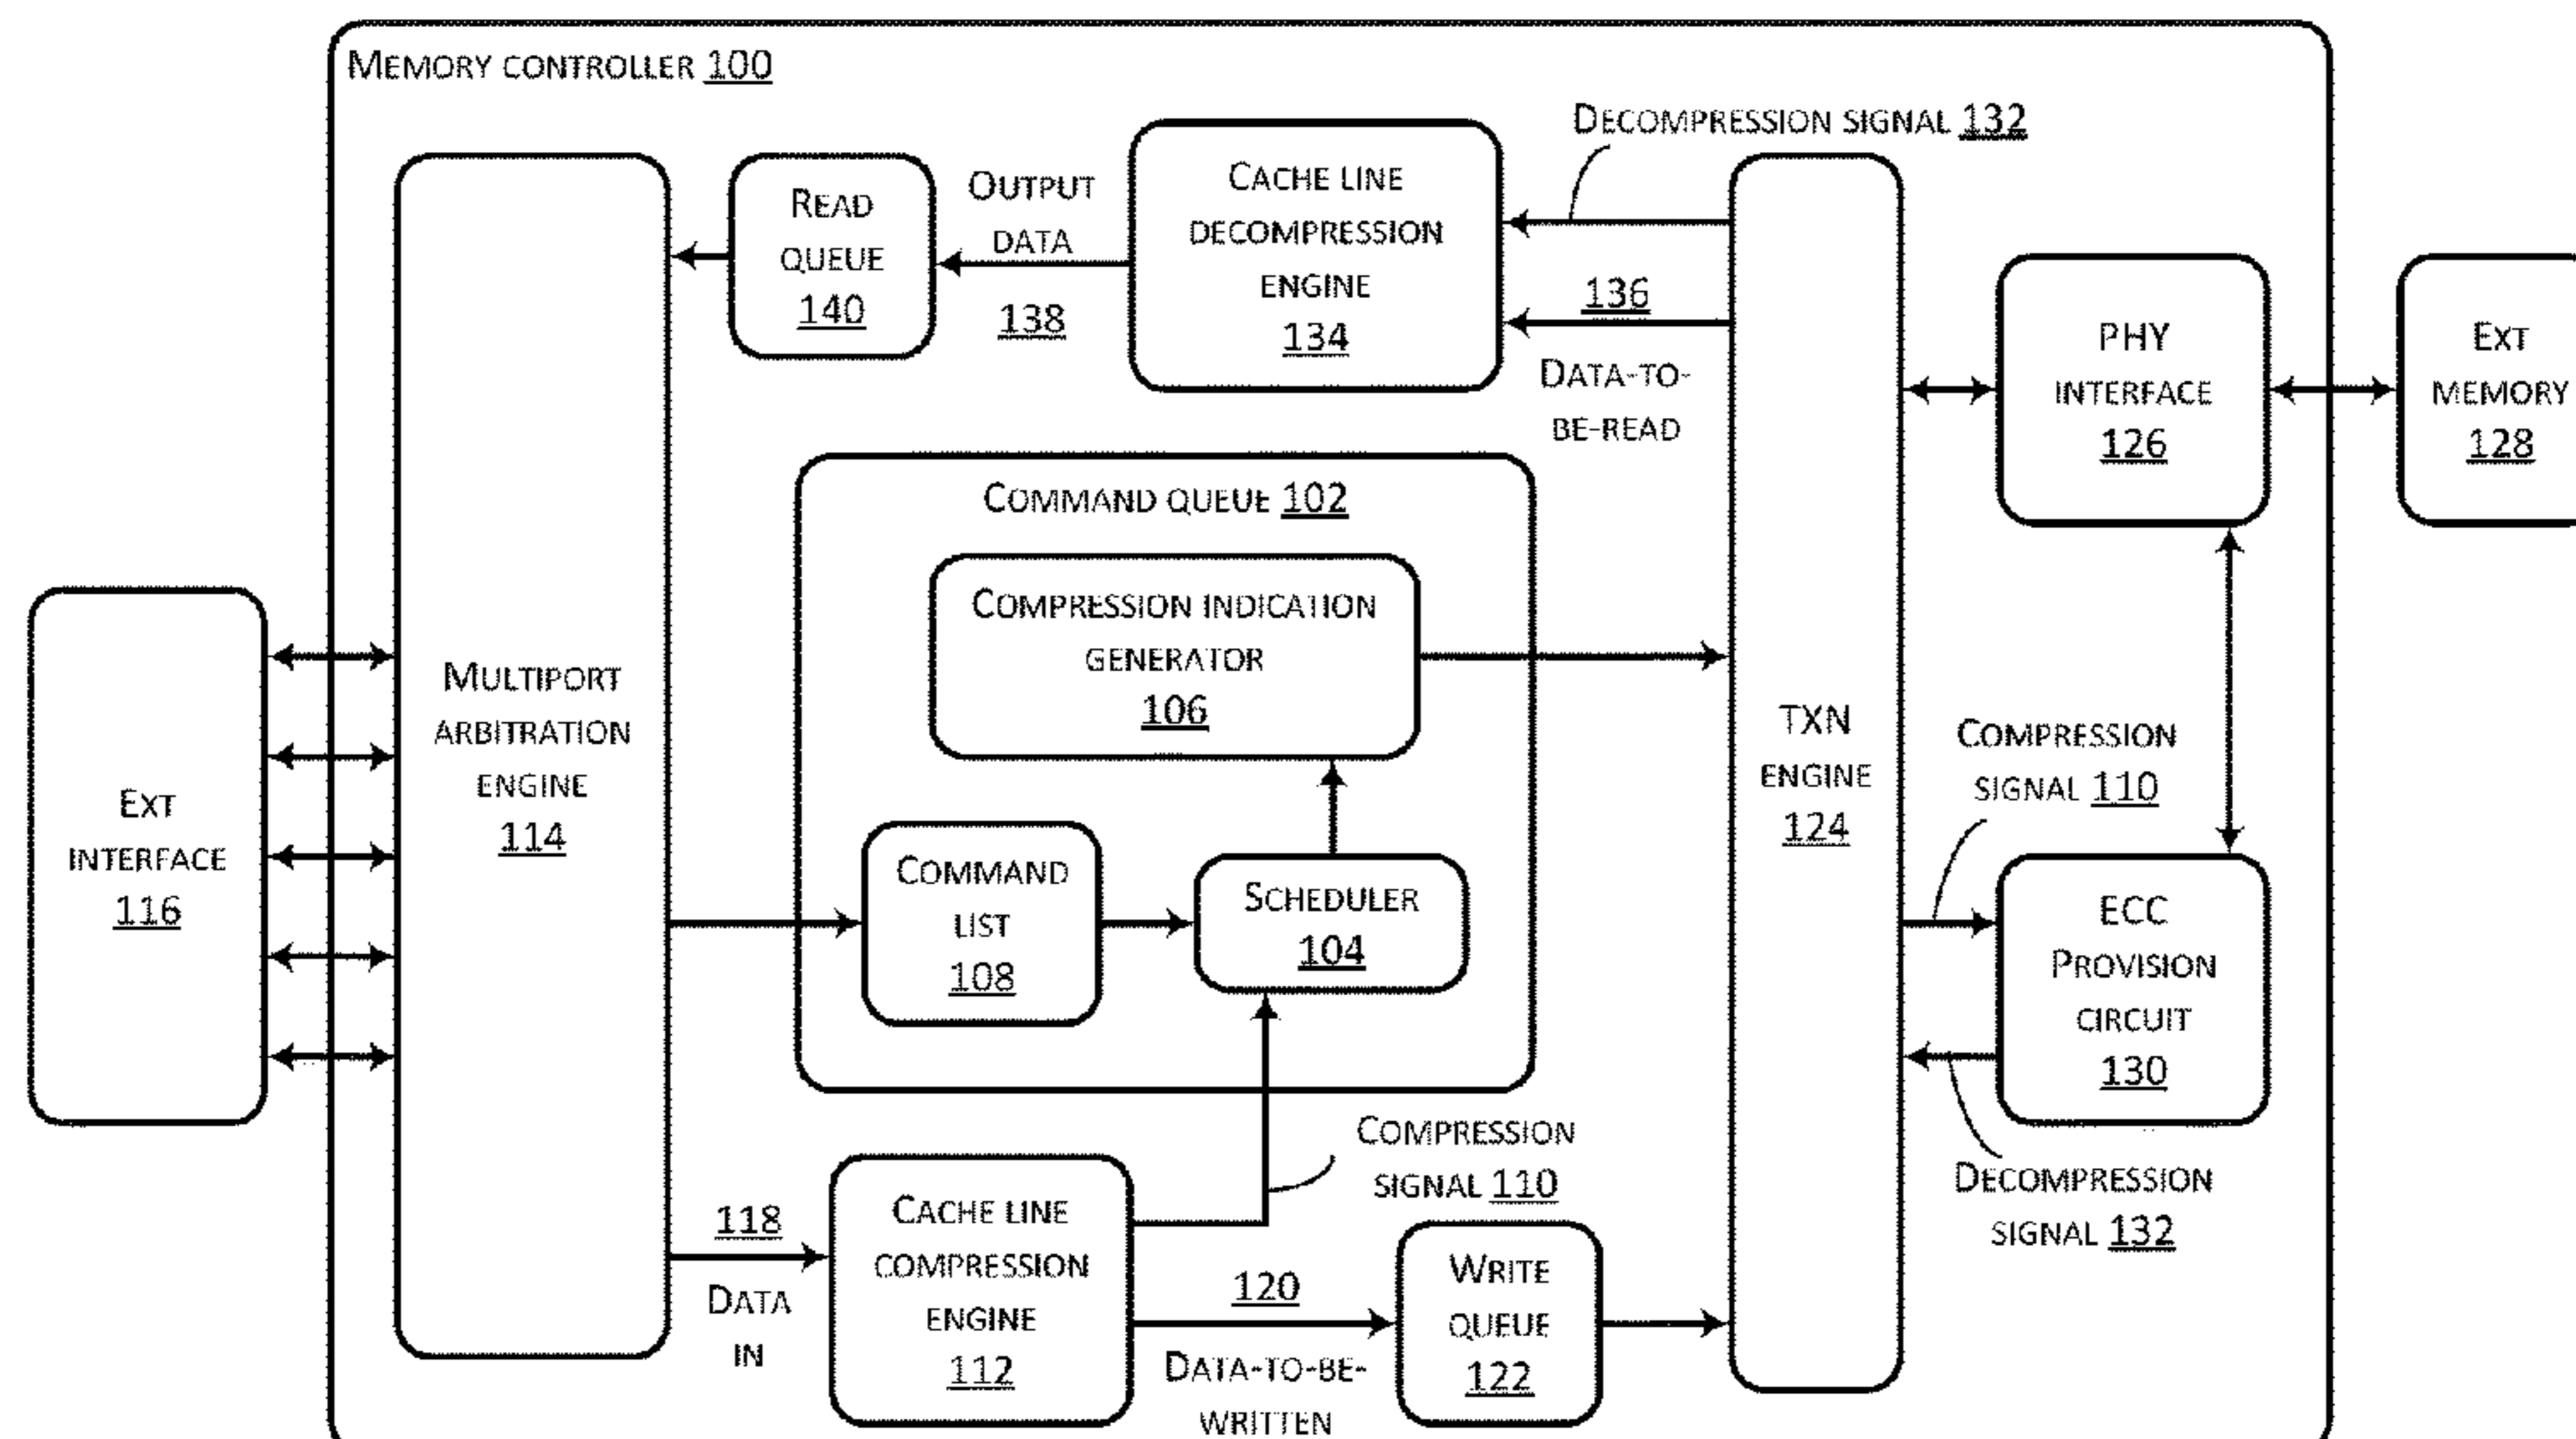 MEMORY CONTROLLER 100
DECOMPRESSION SIGNAL 132
READ
QUEUE
140
OUTPUT
DATA
138
CACHE LINE
DECOMPRESSION
ENGINE
134
136
DATA-TO-
BE-READ
PHY
INTERFACE
126
EXT
MEMORY
128
COMMAND QUEUE 102
COMPRESSION INDICATION
GENERATOR
106
MULTIPORT
ARBITRATION
ENGINE
114
EXT
INTERFACE
116
COMMAND
LIST
108
SCHEDULER
104
TXN
ENGINE
124
COMPRESSION
SIGNAL 110
ECC
PROVISION
CIRCUIT
130
DECOMPRESSION
SIGNAL 132
COMPRESSION
SIGNAL 110
118
DATA
IN
CACHE LINE
COMPRESSION
ENGINE
112
120
DATA-TO-BE-
WRITTEN
WRITE
QUEUE
122